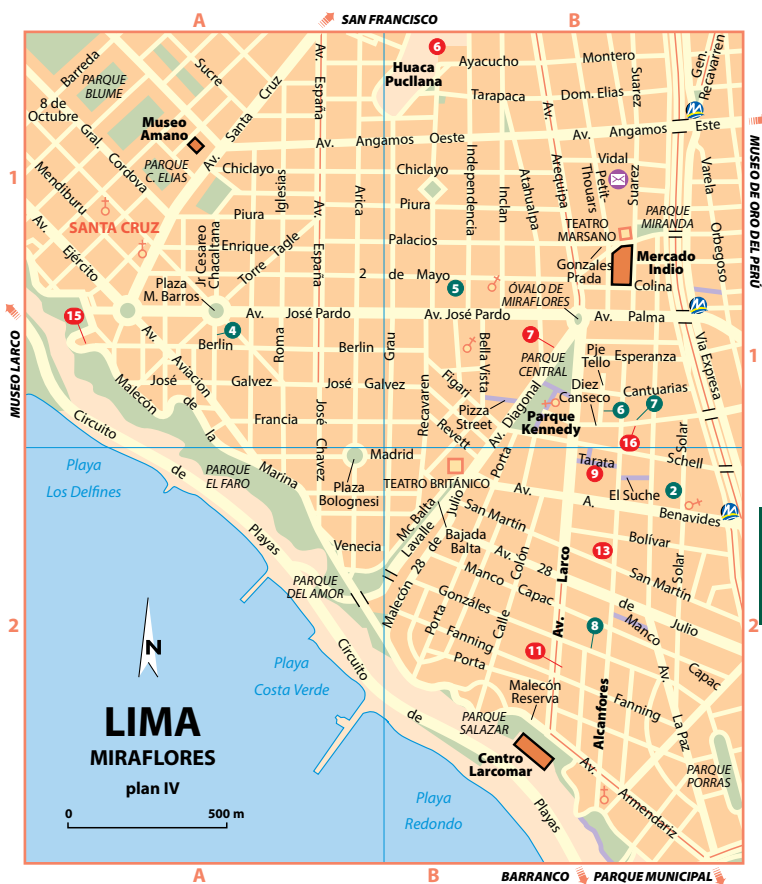 A
SAN FRANCISCO
B
Barreda
PARQUE
BLUME
Sucre
8 de
Octubre
Gral. Cordova
Museo
Amano
PARQUE
C. ELIAS
Av. Santa Cruz
Av. España
6
Huaca
Pucllana
Ayacucho
Montero
Suarez
Gen. Recavarren
Tarapaca
Dom. Elias
Av. Angamos Oeste
Av. Angamos Este
M
1
Mendiburu
Chiclayo
Iglesias
Arica
Chiclayo
Independencia
Inclan
Atahualpa
Av. Arequipa
Petit-
Thouars
Vidal
Suarez
Varela
MUSEO DE ORO DEL PERÚ
SANTA CRUZ
Piura
Piura
PARQUE
MIRANDA
Av. Ejército
Jr Cesareo
Chacaltana
Enrique
Torre Tagle
Av. España
Palacios
TEATRO
MARSANO
Orbegoso
2 de Mayo
Gonzales
Prada
Mercado
Indio
Colina
Plaza
M. Barros
5
ÓVALO DE
MIRAFLORES
M
15
Av. José Pardo
Av. José Pardo
Av. Palma
MUSEO LARCO
4
Berlin
Roma
Berlin
Grau
Bella Vista
7
PARQUE
CENTRAL
Pje
Tello
Esperanza
Vía Expresa
1
Av. Aviacion
José Galvez
José Galvez
Figari
Diez
Canseco
Cantuarias
Malecón de la Marina
Francia
José Chavez
Recavaren
Pizza
Street
Revett
Av. Diagonal
Parque
Kennedy
6
7
16
Circuito de Playas
Playa
Los Delfines
PARQUE
EL FARO
Madrid
Plaza
Bolognesi
TEATRO BRITÁNICO
Porta
Tarata
9
Schell
Solar
El Suche
2
Av. A. Benavides
M
Venecia
Mc Balta
Lavalle
Malecón 28 de Julio
Bajada
Balta
San Martín
Av. 28 de Julio
Colón
Larco
13
Bolívar
San Martín
Solar
PARQUE
DEL AMOR
Manco Capac
Gonzáles
Calle
Av.
8
Manco Capac
2
2
N
Porta
Fanning
Porta
11
Av. La Paz
Circuito de Playas
Playa
Costa Verde
Malecón
Reserva
Alcanfores
Fanning
LIMA
MIRAFLORES
plan IV
0
500 m
PARQUE
SALAZAR
Centro
Larcomar
Av. Armendariz
PARQUE
PORRAS
Playa
Redondo
A
B
BARRANCO
PARQUE MUNICIPAL